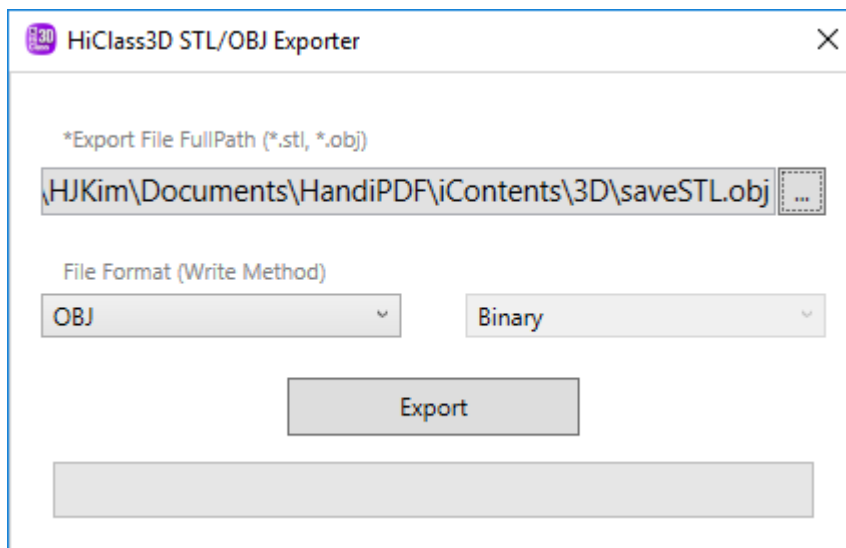 HiClass3D STL/OBJ Exporter
*Export File FullPath (*.stl, *.obj)
\HJKim\Documents\HandiPDF\iContents\3D\saveSTL.obj ...
File Format (Write Method)
OBJ Binary
Export